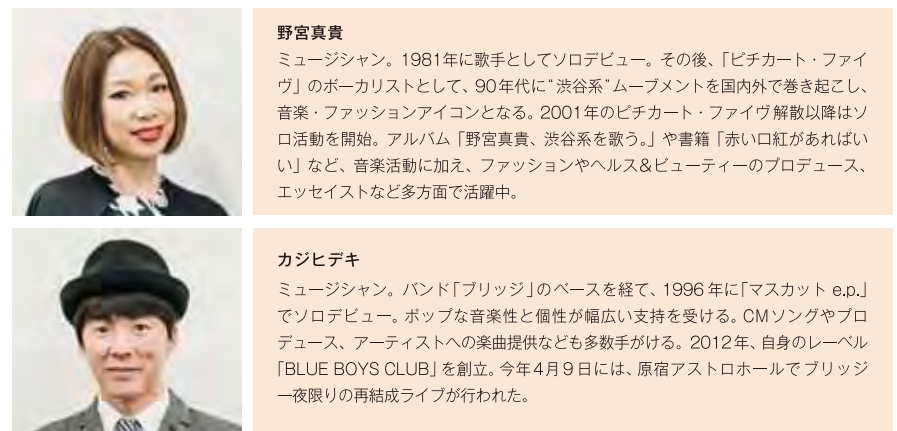 野宮真貴
ミュージシャン。1981年に歌手としてソロデビュー。その後、「ピチカート・ファイ
ヴ」のボーカリストとして、90年代に“渋谷系”ムーブメントを国内外で巻き起こし、
音楽・ファッションアイコンとなる。2001年のピチカート・ファイヴ解散以降はソ
ロ活動を開始。アルバム「野宮真貴、渋谷系を歌う。」や書籍「赤い口紅があればい
い」など、音楽活動に加え、ファッションやヘルス＆ビューティーのプロデュース、
エッセイストなど多方面で活躍中。
カジヒデキ
ミュージシャン。バンド「ブリッジ」のベースを経て、1996年に「マスカット e.p.」
でソロデビュー。ポップな音楽性と個性が幅広い支持を受ける。CMソングやプロ
デュース、アーティストへの楽曲提供なども多数手がける。2012年、自身のレーベル
「BLUE BOYS CLUB」を創立。今年4月9日には、原宿アストロホールでブリッジ
一夜限りの再結成ライブが行われた。